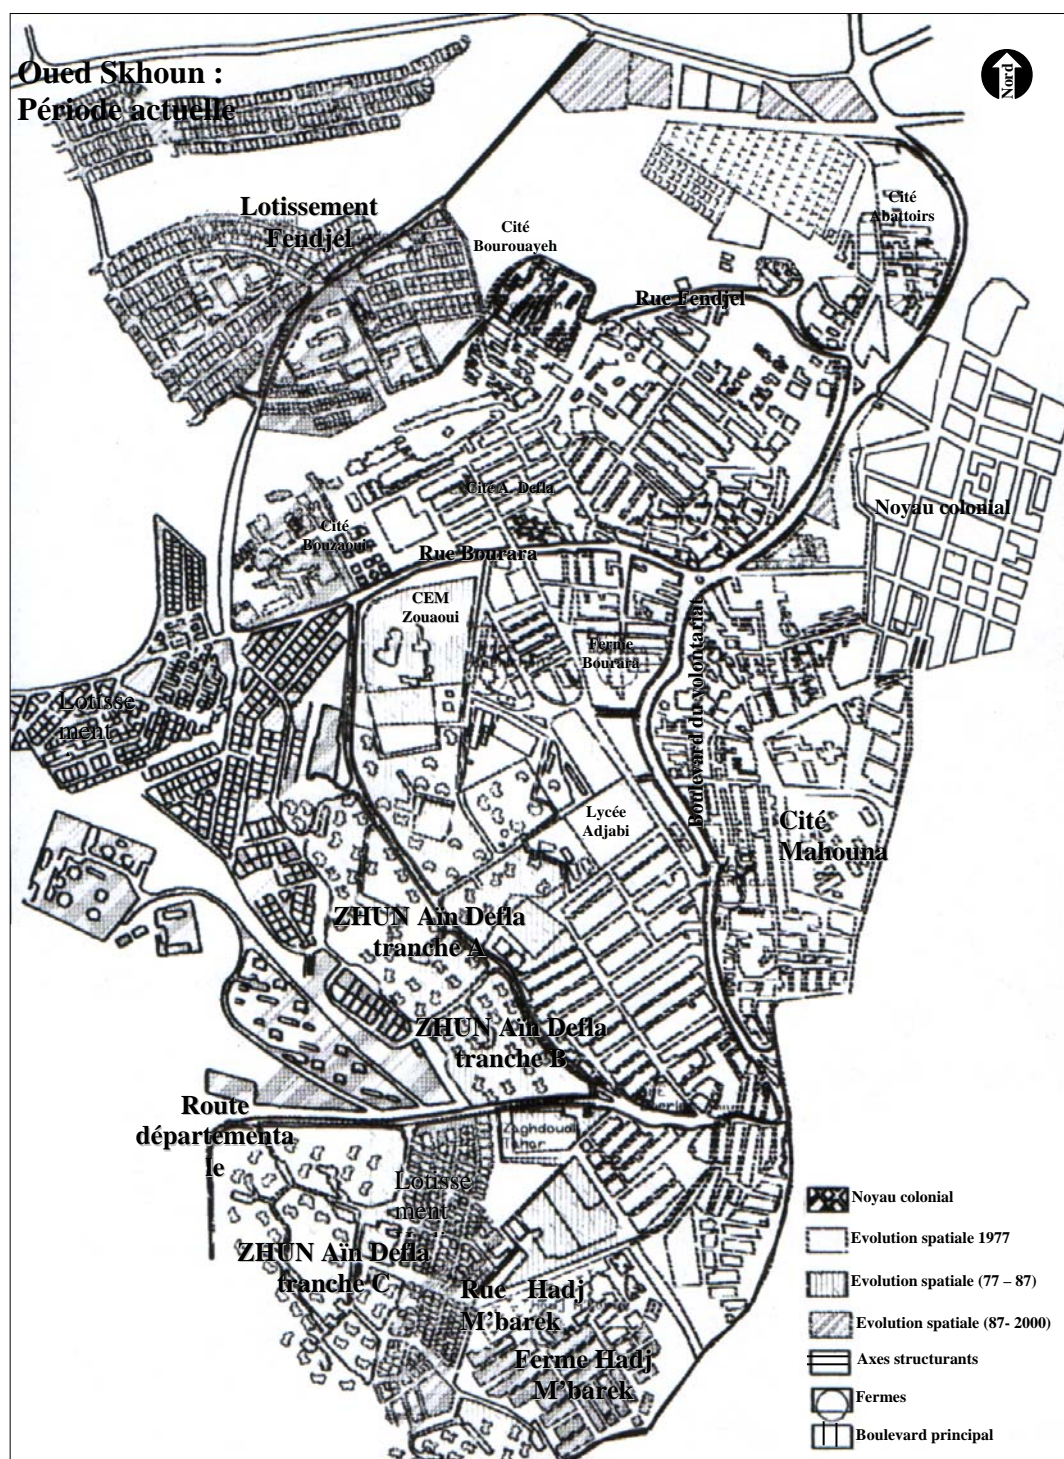 Oued Skhoun :
Période actuelle
Nord
Cité
Abattoirs
Lotissement
Fendjel
Cité
Bourouayeh
Rue Fendjel
Noyau colonial
Cité A. Defla
Cité
Bouzaoui
Rue Bourara
CEM
Zouaoui
Ferme
Bourara
Boulevard du volontariat
Lotisse
ment
Lycée
Adjabi
Cité
Mahouna
ZHUN Aïn Defla
tranche A
ZHUN Aïn Defla
tranche B
Route
départementa
le
Zaghdoudi
Tahar
Lotisse
ment
ZHUN Aïn Defla
tranche C
Rue Hadj
M'barek
Ferme Hadj
M'barek
Noyau colonial
Evolution spatiale 1977
Evolution spatiale (77 – 87)
Evolution spatiale (87- 2000)
Axes structurants
Fermes
Boulevard principal